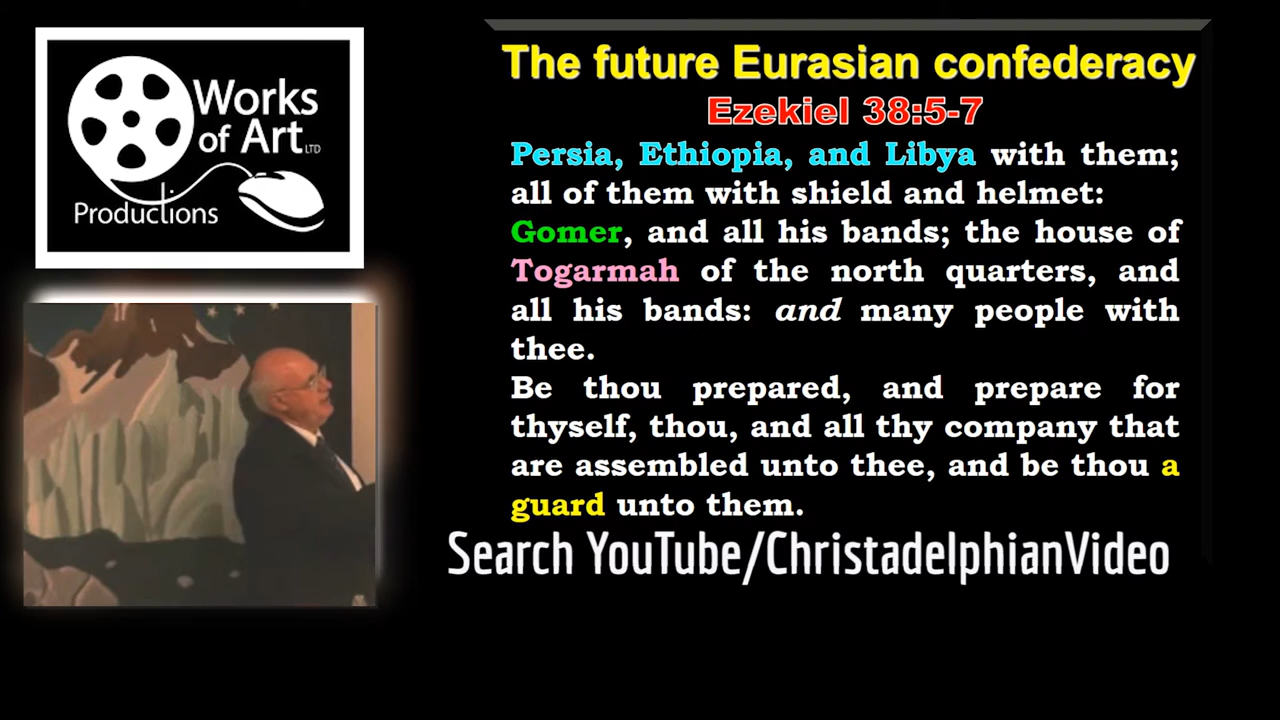 Works
of Art LTD
Productions
The future Eurasian confederacy
Ezekiel 38:5-7
Persia, Ethiopia, and Libya with them;
all of them with shield and helmet:
Gomer, and all his bands; the house of
Togarmah of the north quarters, and
all his bands: and many people with
thee.
Be thou prepared, and prepare for
thyself, thou, and all thy company that
are assembled unto thee, and be thou a
guard unto them.
Search YouTube/ChristadelphianVideo